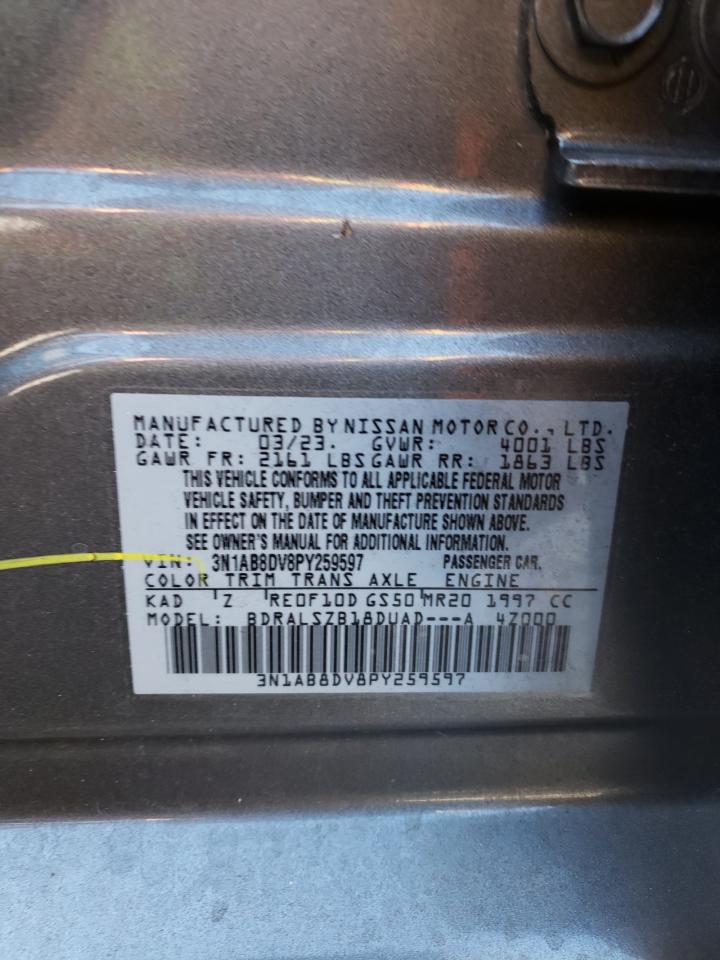 MANUFACTURED BY NISSAN MOTOR CO., LTD.
DATE: 03/23. GVWR: 4001 LBS
GAWR FR: 2161 LBS GAWR RR: 1863 LBS
THIS VEHICLE CONFORMS TO ALL APPLICABLE FEDERAL MOTOR
VEHICLE SAFETY, BUMPER AND THEFT PREVENTION STANDARDS
IN EFFECT ON THE DATE OF MANUFACTURE SHOWN ABOVE.
SEE OWNER'S MANUAL FOR ADDITIONAL INFORMATION.
VIN: 3N1AB8DV8PY259597 PASSENGER CAR.
COLOR TRIM TRANS AXLE ENGINE
KAD Z RE0F10D GS50 MR20 1997 CC
MODEL: BDRALSZB18DUAD---A 4Z000
3N1AB8DV8PY259597